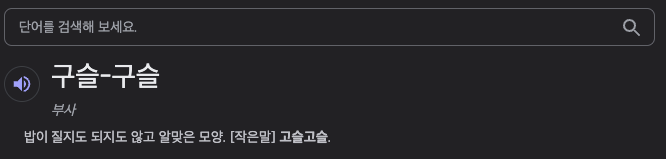 단어를 검색해 보세요.
구슬-구슬
부사
밥이 질지도 되지도 않고 알맞은 모양. [작은말] 고슬고슬.